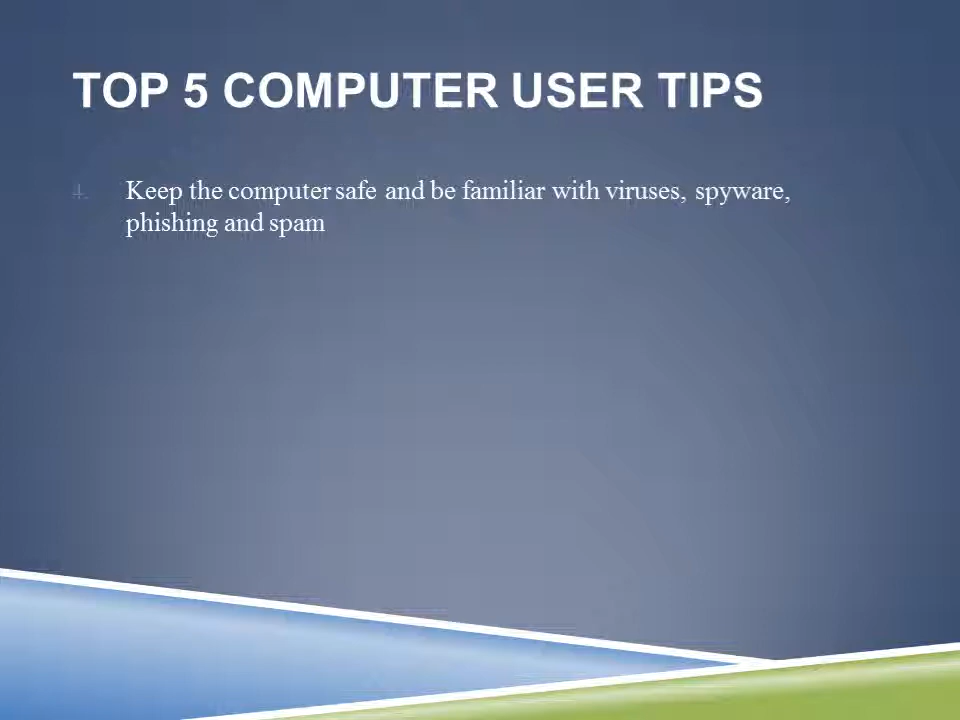 TOP 5 COMPUTER USER TIPS
4. Keep the computer safe and be familiar with viruses, spyware,
phishing and spam